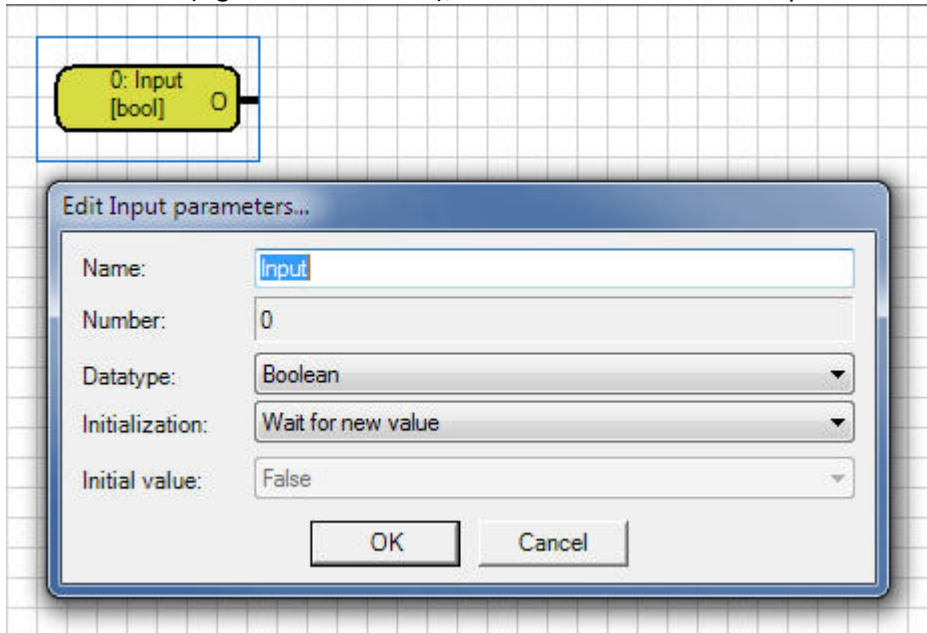 0: Input
[bool] O
Edit Input parameters...
Name: Input
Number: 0
Datatype: Boolean
Initialization: Wait for new value
Initial value: False
OK Cancel